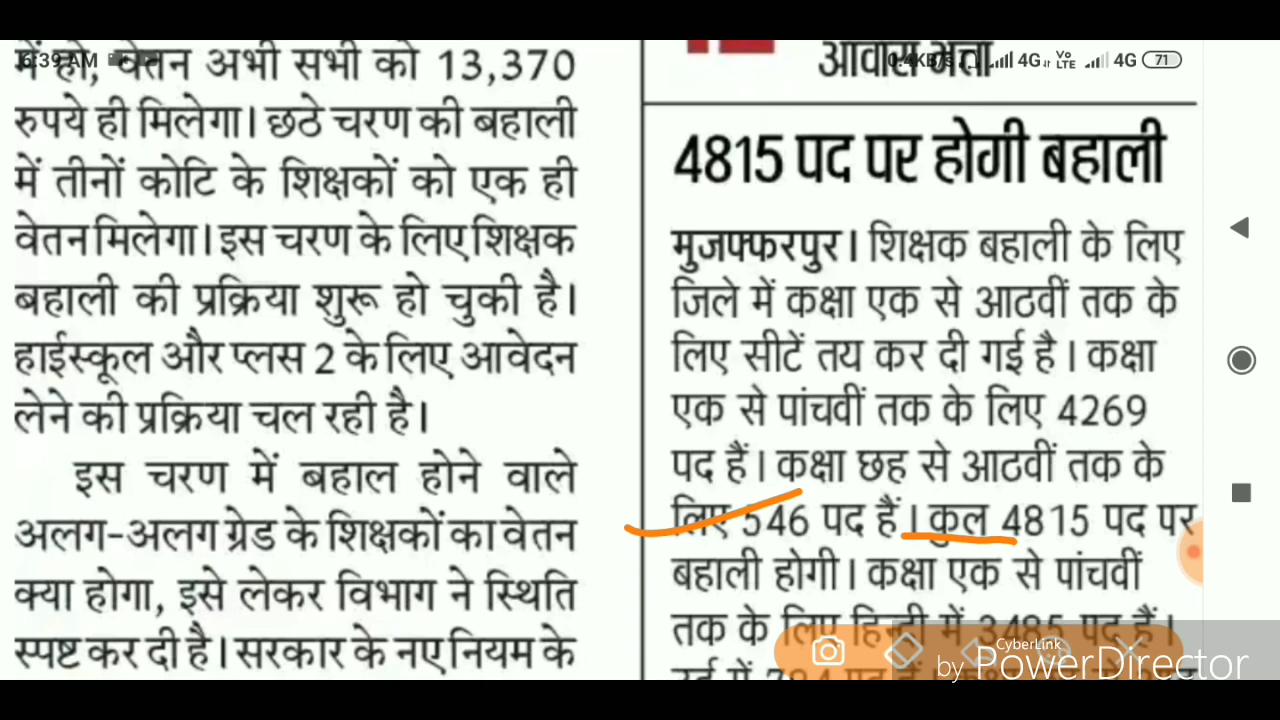 6:39 AM
0.4KB/s 4G Vo LTE 4G 71
में हो, वेतन अभी सभी को 13,370
रुपये ही मिलेगा। छठे चरण की बहाली
में तीनों कोटि के शिक्षकों को एक ही
वेतन मिलेगा। इस चरण के लिए शिक्षक
बहाली की प्रक्रिया शुरू हो चुकी है।
हाईस्कूल और प्लस 2 के लिए आवेदन
लेने की प्रक्रिया चल रही है।
इस चरण में बहाल होने वाले
अलग-अलग ग्रेड के शिक्षकों का वेतन
क्या होगा, इसे लेकर विभाग ने स्थिति
स्पष्ट कर दी है। सरकार के नए नियम के
आवास भत्ता
4815 पद पर होगी बहाली
मुजफ्फरपुर। शिक्षक बहाली के लिए
जिले में कक्षा एक से आठवीं तक के
लिए सीटें तय कर दी गई है। कक्षा
एक से पांचवीं तक के लिए 4269
पद हैं। कक्षा छह से आठवीं तक के
लिए 546 पद हैं। कुल 4815 पद पर
बहाली होगी। कक्षा एक से पांचवीं
तक के लिए हिन्दी में 3485 पद हैं।
CyberLink
by PowerDirector